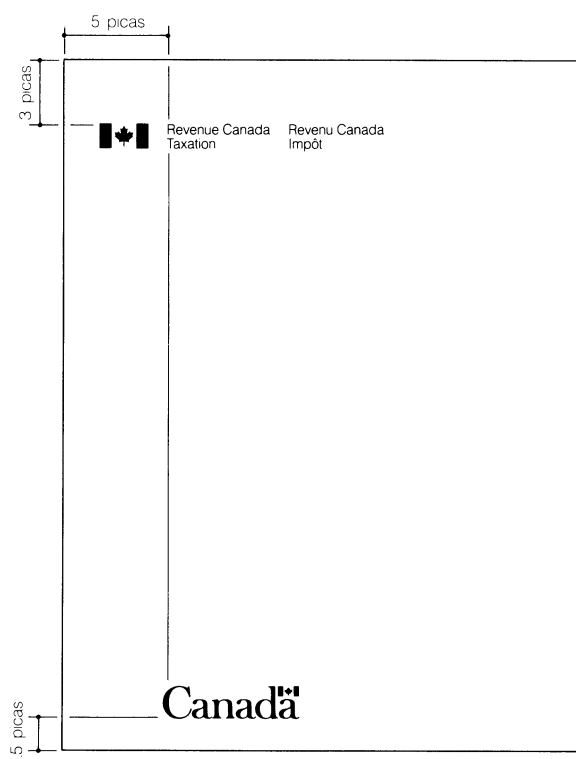 5 picas
3 picas
Revenue Canada
Taxation
Revenu Canada
Impôt
Canada
.5 picas